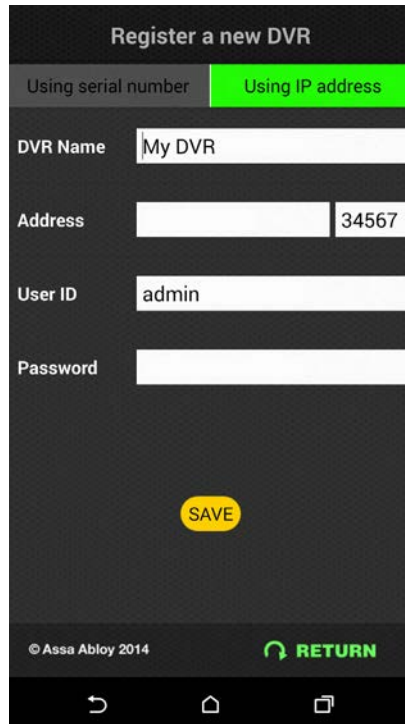 Register a new DVR
Using serial number Using IP address
DVR Name My DVR
Address 34567
User ID admin
Password
SAVE
© Assa Abloy 2014 RETURN